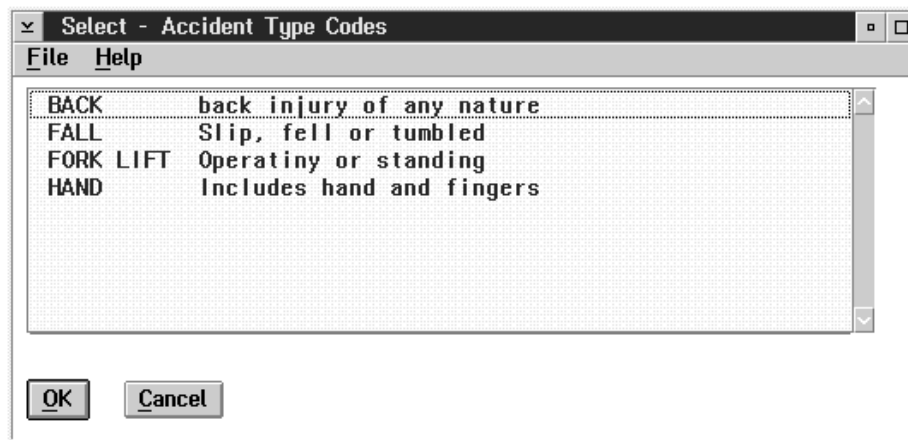 Select - Accident Type Codes
File Help
BACK back injury of any nature
FALL Slip, fell or tumbled
FORK LIFT Operatiny or standing
HAND Includes hand and fingers
OK Cancel